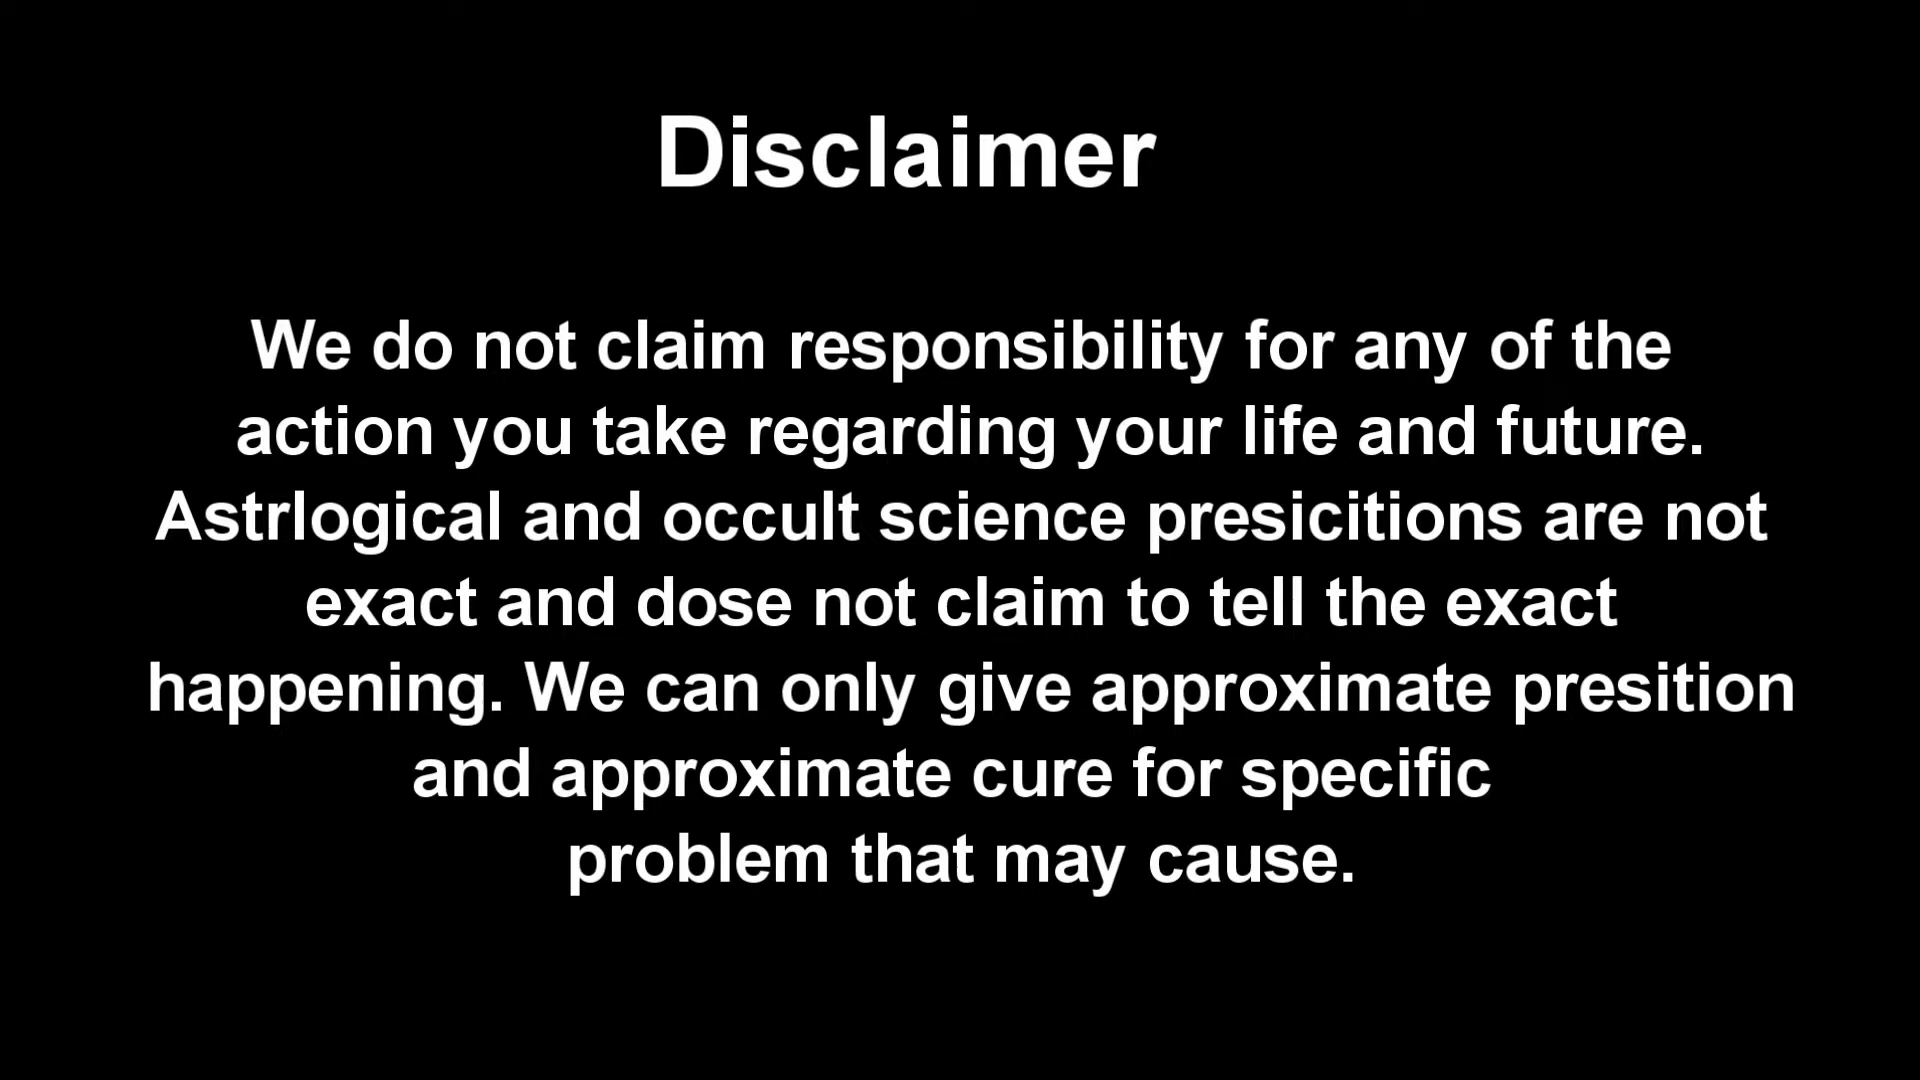 Disclaimer
We do not claim responsibility for any of the
action you take regarding your life and future.
Astrlogical and occult science presicitions are not
exact and dose not claim to tell the exact
happening. We can only give approximate presition
and approximate cure for specific
problem that may cause.